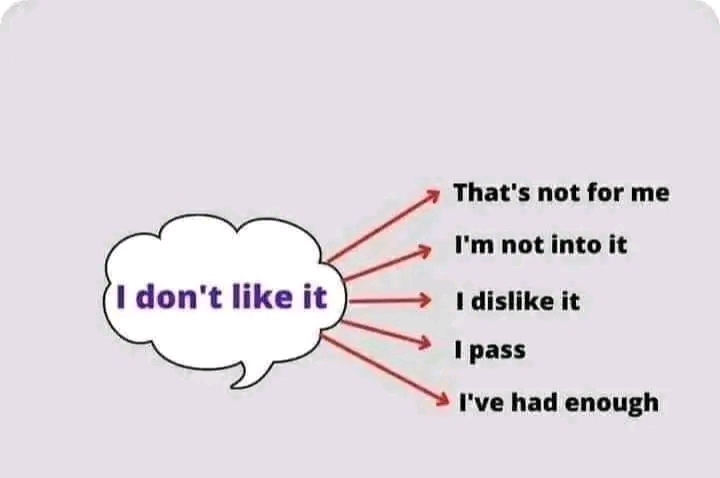 I don't like it
That's not for me
I'm not into it
I dislike it
I pass
I've had enough